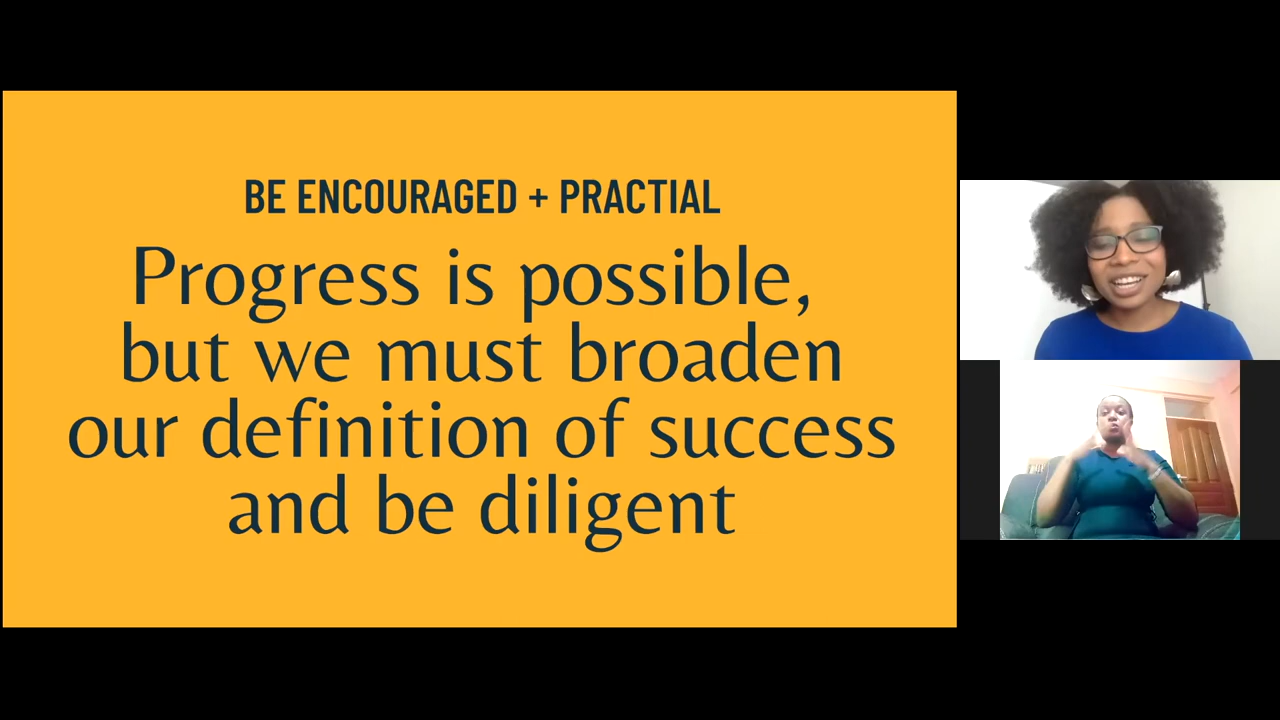 BE ENCOURAGED + PRACTIAL
Progress is possible,
but we must broaden
our definition of success
and be diligent